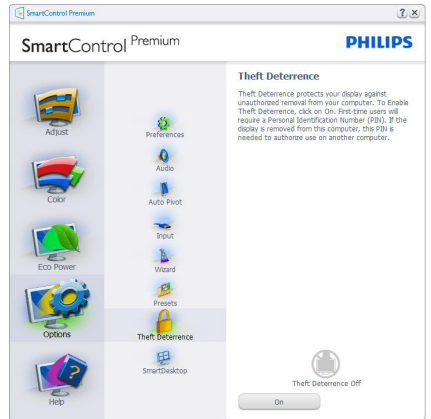 SmartControl Premium
SmartControl Premium
PHILIPS
Adjust
Color
Eco Power
Options
Help
Preferences
Audio
Auto Pivot
Input
Wizard
Presets
Theft Deterrence
SmartDesktop
Theft Deterrence
Theft Deterrence protects your display against
unauthorized removal from your computer. To Enable
Theft Deterrence, click on On. First-time users will
require a Personal Identification Number (PIN). If the
display is removed from this computer, this PIN is
needed to authorize use on another computer.
Theft Deterrence Off
On